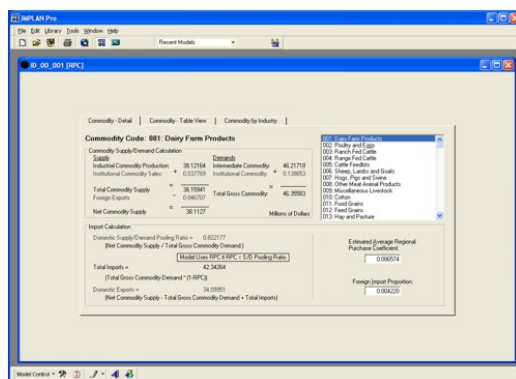 IMPLAN Pro
File Edit Library Tools Window Help
Recent Models
ID_00_001 [RPC]
Commodity - Detail | Commodity - Table View | Commodity by Industry
Commodity Code: 001: Dairy Farm Products
Commodity Supply/Demand Calculation
Supply Demands
Industrial Commodity Production: 38.12164 Intermediate Commodity: 46.21718
Institutional Commodity Sales: + 0.037769 Institutional Commodity: + 0.138653
= =
Total Commodity Supply 38.15941 Total Gross Commodity: 46.35583
Foreign Exports - 0.046707
=
Net Commodity Supply 38.1127 Millions of Dollars
001: Dairy Farm Products
002: Poultry and Eggs
003: Ranch Fed Cattle
004: Range Fed Cattle
005: Cattle Feedlots
006: Sheep, Lambs and Goats
007: Hogs, Pigs and Swine
008: Other Meat Animal Products
009: Miscellaneous Livestock
010: Cotton
011: Food Grains
012: Feed Grains
013: Hay and Pasture
Import Calculation
Domestic Supply/Demand Pooling Ratio = 0.822177
(Net Commodity Supply / Total Gross Commodity Demand)
Model Uses RPC if RPC < S/D Pooling Ratio
Total Imports = 42.34264
(Total Gross Commodity Demand * (1-RPC))
Domestic Exports = 34.09951
(Net Commodity Supply - Total Gross Commodity Demand + Total Imports)
Estimated Average Regional
Purchase Coefficient:
0.086574
Foreign Import Proportion:
0.004220
Model Control